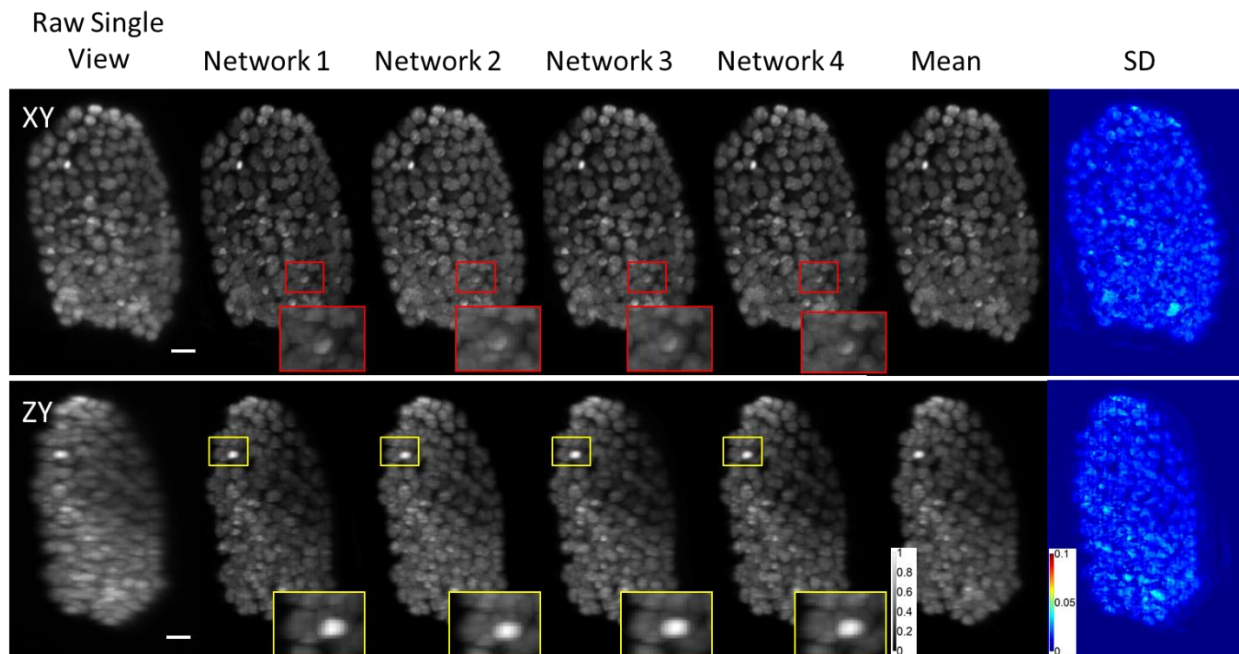 Raw Single
View
Network 1
Network 2
Network 3
Network 4
Mean
SD
XY
ZY
1
0.8
0.6
0.4
0.2
0
0.1
0.05
0